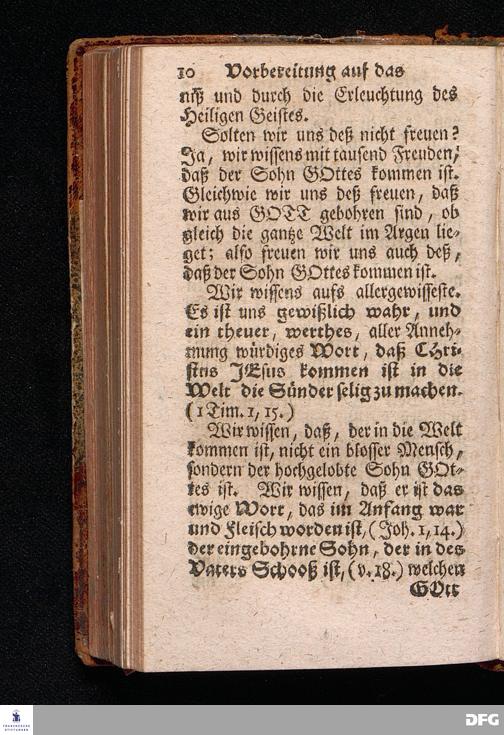 10 Vorbereitung auf das
niß und durch die Erleuchtung des
Heiligen Geistes.
Solten wir uns deß nicht freuen?
Ja, wir wissens mit tausend Freuden,
daß der Sohn GOttes kommen ist.
Gleichwie wir uns deß freuen, daß
wir aus GOTT gebohren sind, ob
gleich die gantze Welt im Argen lie-
get; also freuen wir uns auch deß,
daß der Sohn GOttes kommen ist.
Wir wissens aufs allergewisseste.
Es ist uns gewißlich wahr, und
ein theuer, werthes, aller Anneh-
mung würdiges Wort, daß CHri-
stus JEsus kommen ist in die
Welt die Sünder selig zu machen.
(1 Tim. 1, 15.)
Wir wissen, daß, der in die Welt
kommen ist, nicht ein blosser Mensch,
sondern der hochgelobte Sohn GOt-
tes ist. Wir wissen, daß er ist das
ewige Wort, das im Anfang war
und Fleisch worden ist, (Joh. 1, 14.)
der eingebohrne Sohn, der in des
Vaters Schooß ist, (v. 18.) welchen
GOtt
FRANCKESCHE
STIFTUNGEN
DFG